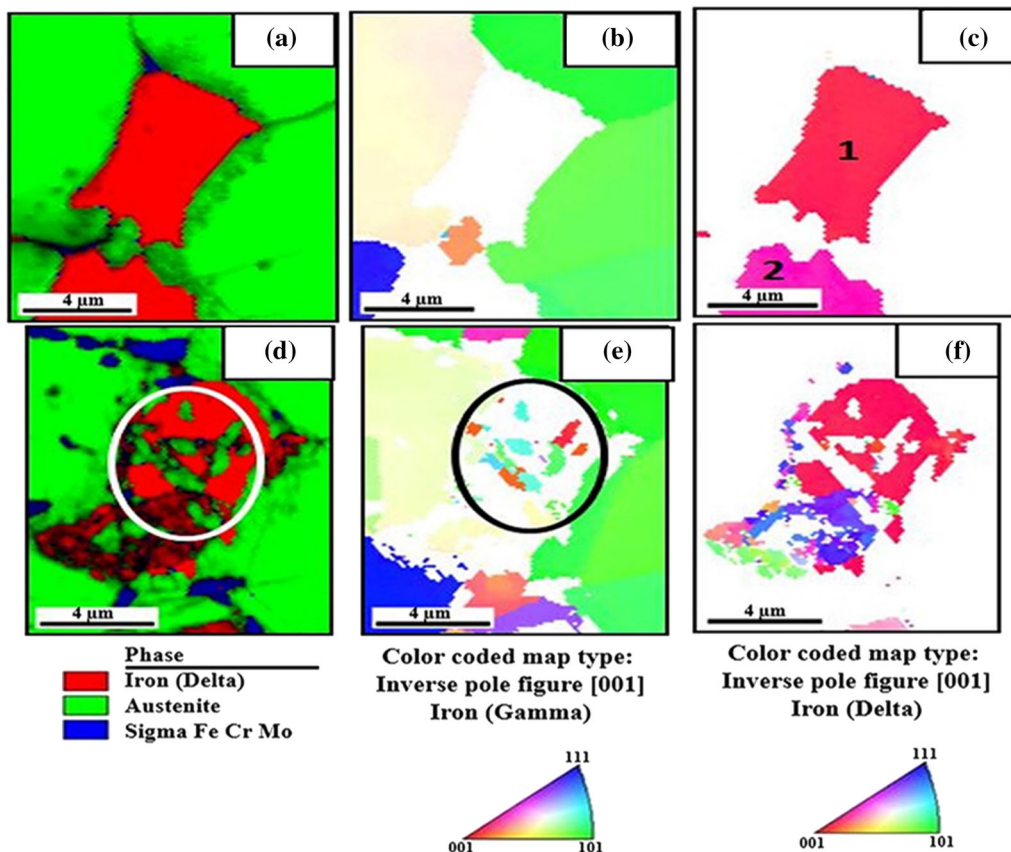 (a)
(b)
(c)
1
2
4 µm
4 µm
4 µm
(d)
(e)
(f)
4 µm
4 µm
4 µm
Phase
Iron (Delta)
Austenite
Sigma Fe Cr Mo
Color coded map type:
Inverse pole figure [001]
Iron (Gamma)
Color coded map type:
Inverse pole figure [001]
Iron (Delta)
111
001
101
111
001
101